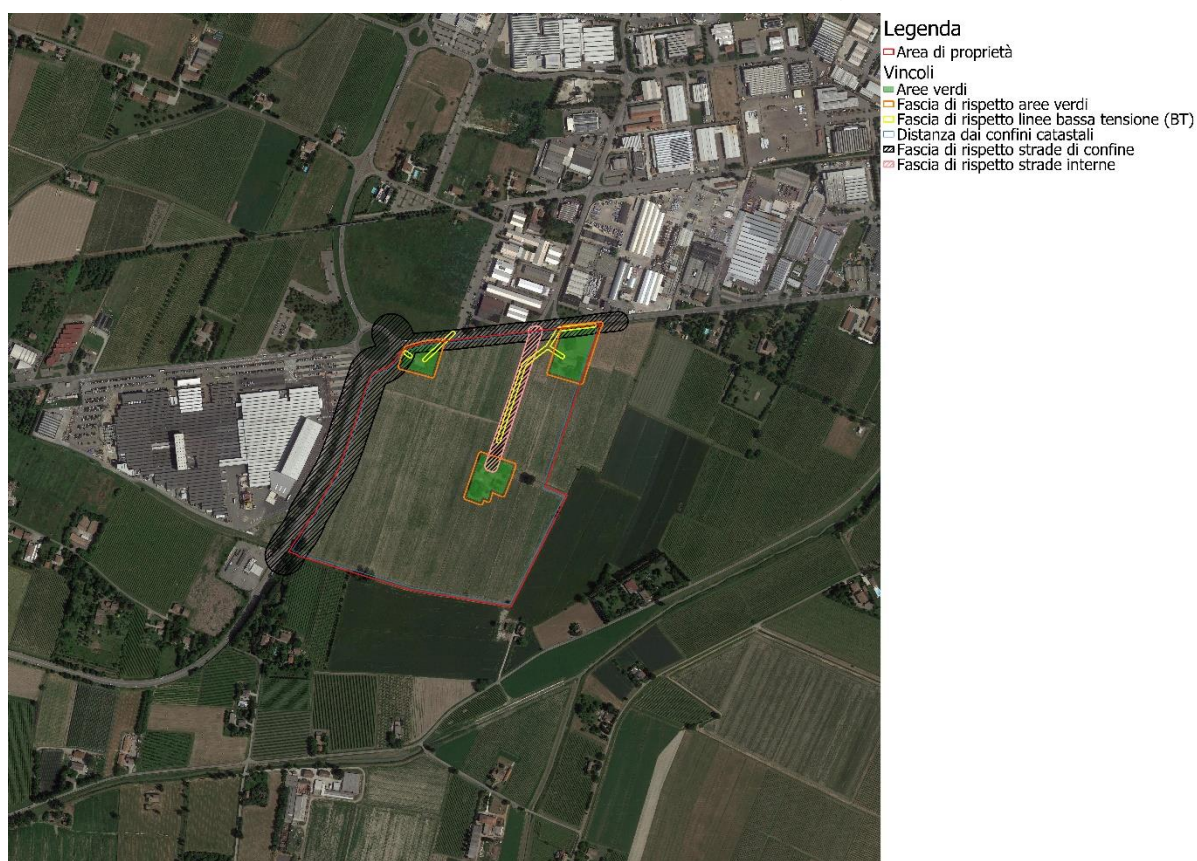 Legenda
Area di proprietà
Vincoli
Aree verdi
Fascia di rispetto aree verdi
Fascia di rispetto linee bassa tensione (BT)
Distanza dai confini catastali
Fascia di rispetto strade di confine
Fascia di rispetto strade interne